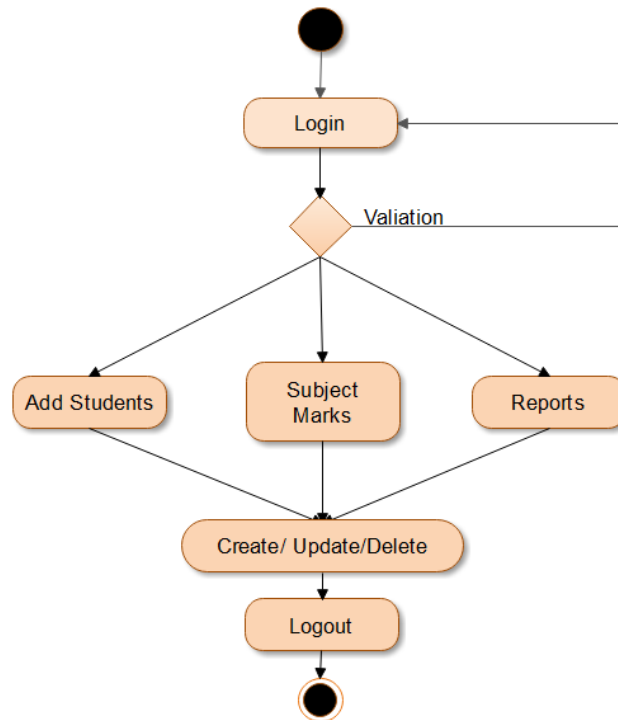 Login
Valiation
Add Students
Subject
Marks
Reports
Create/ Update/Delete
Logout